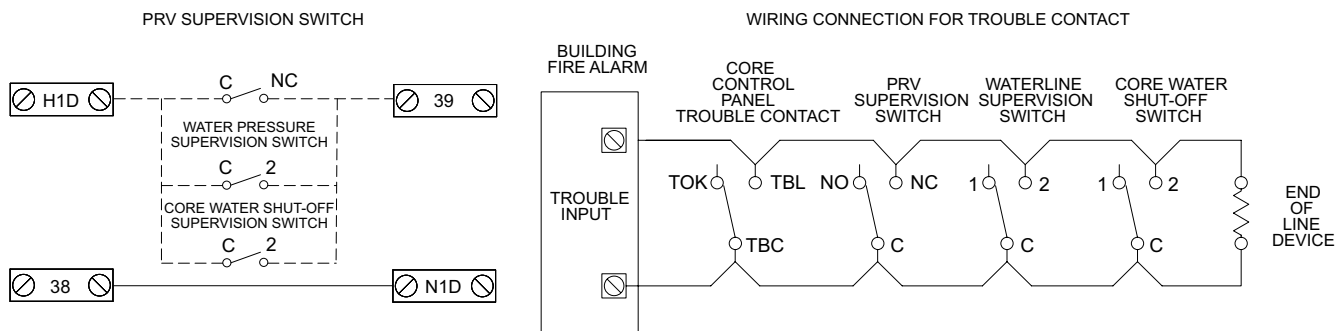 PRV SUPERVISION SWITCH
H1D
C
NC
39
WATER PRESSURE
SUPERVISION SWITCH
C
2
CORE WATER SHUT-OFF
SUPERVISION SWITCH
C
2
38
N1D
WIRING CONNECTION FOR TROUBLE CONTACT
BUILDING
FIRE ALARM
TROUBLE
INPUT
CORE
CONTROL
PANEL
TROUBLE CONTACT
PRV
SUPERVISION
SWITCH
WATERLINE
SUPERVISION
SWITCH
CORE WATER
SHUT-OFF
SWITCH
TOK
TBL
NO
NC
1
2
1
2
TBC
C
C
C
END
OF
LINE
DEVICE